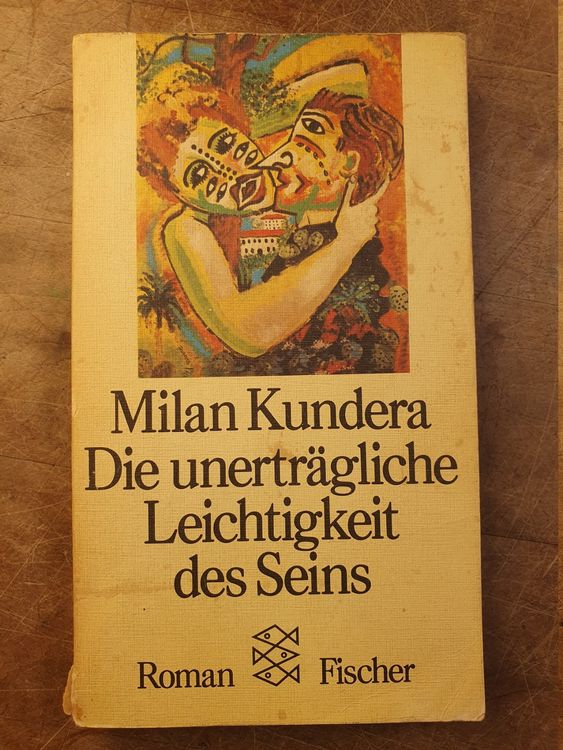 Milan Kundera
Die unerträgliche
Leichtigkeit
des Seins
Roman Fischer